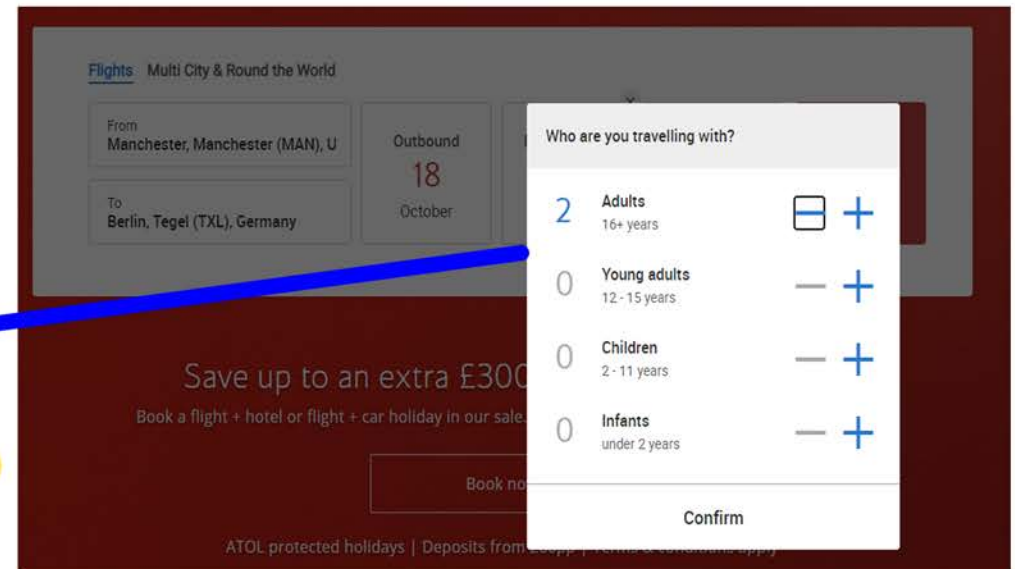 Flights Multi City & Round the World
From
Manchester, Manchester (MAN), U
To
Berlin, Tegel (TXL), Germany
Outbound
18
October
Who are you travelling with?
2 Adults
16+ years
0 Young adults
12 - 15 years
0 Children
2 - 11 years
0 Infants
under 2 years
Confirm
Save up to an extra £300
Book a flight + hotel or flight + car holiday in our sale.
Book no
ATOL protected holidays | Deposits from